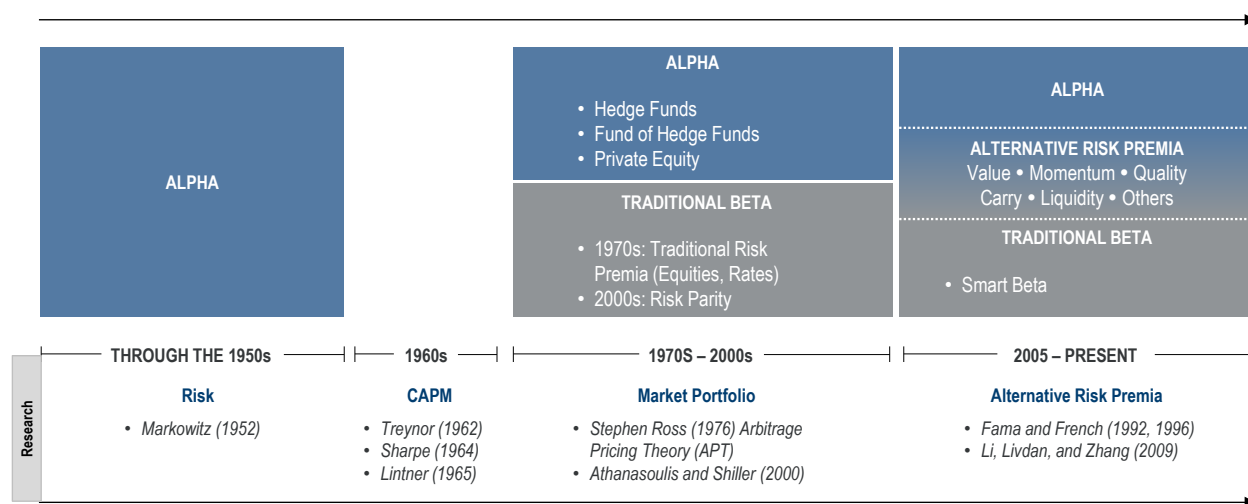 ALPHA
ALPHA
• Hedge Funds
• Fund of Hedge Funds
• Private Equity
TRADITIONAL BETA
• 1970s: Traditional Risk
Premia (Equities, Rates)
• 2000s: Risk Parity
ALPHA
ALTERNATIVE RISK PREMIA
Value • Momentum • Quality
Carry • Liquidity • Others
TRADITIONAL BETA
• Smart Beta
THROUGH THE 1950s
1960s
1970S – 2000s
2005 – PRESENT
Research
Risk
• Markowitz (1952)
CAPM
• Treynor (1962)
• Sharpe (1964)
• Lintner (1965)
Market Portfolio
• Stephen Ross (1976) Arbitrage
Pricing Theory (APT)
• Athanasoulis and Shiller (2000)
Alternative Risk Premia
• Fama and French (1992, 1996)
• Li, Livdan, and Zhang (2009)